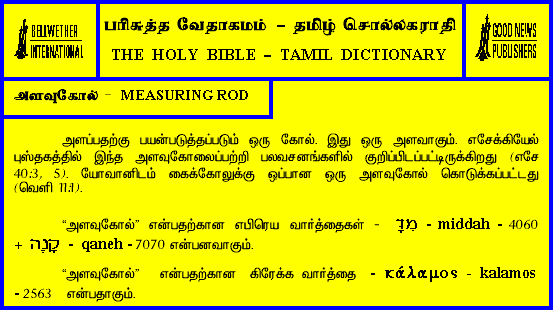 BELLWETHER
INTERNATIONAL
பரிசுத்த வேதாகமம் – தமிழ் சொல்லகராதி
THE HOLY BIBLE – TAMIL DICTIONARY
GOOD NEWS
PUBLISHERS
அளவுகோல் – MEASURING ROD
அளப்பதற்கு பயன்படுத்தப்படும் ஒரு கோல். இது ஒரு அளவாகும். எசேக்கியேல்
புஸ்தகத்தில் இந்த அளவுகோலைப்பற்றி பலவசனங்களில் குறிப்பிடப்பட்டிருக்கிறது (எசே
40:3, 5). யோவானிடம் கைக்கோலுக்கு ஒப்பான ஒரு அளவுகோல் கொடுக்கப்பட்டது
(வெளி 11:1).
“அளவுகோல்” என்பதற்கான எபிரெய வார்த்தைகள் - מִדָּ - middah - 4060
+ קָנֶה - qaneh - 7070 என்பனவாகும்.
“அளவுகோல்” என்பதற்கான கிரேக்க வார்த்தை - κάλαμος - kalamos
- 2563 என்பதாகும்.